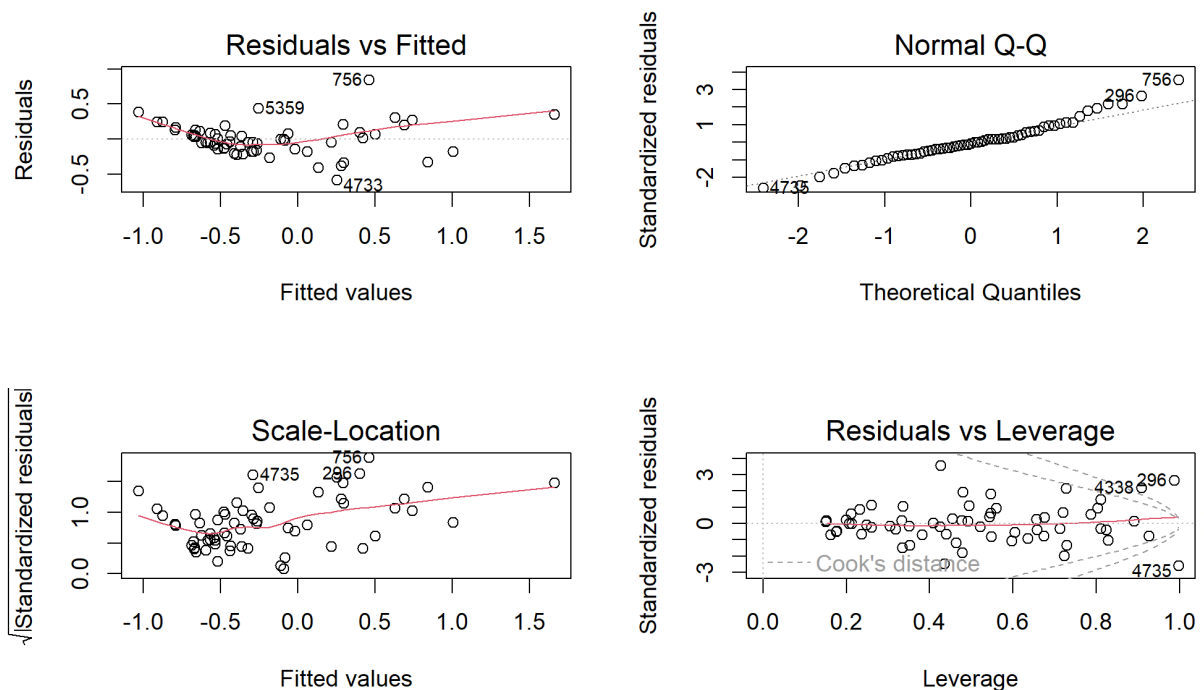 Residuals vs Fitted
Residuals
0.5
-0.5
756
5359
4733
-1.0 -0.5 0.0 0.5 1.0 1.5
Fitted values
Normal Q-Q
Standardized residuals
3
1
-2
756
296
4735
-2 -1 0 1 2
Theoretical Quantiles
Scale-Location
√|Standardized residuals|
1.0
0.0
756
4735
296
-1.0 -0.5 0.0 0.5 1.0 1.5
Fitted values
Residuals vs Leverage
Standardized residuals
3
0
-3
296
4338
Cook's distance
4735
0.0 0.2 0.4 0.6 0.8 1.0
Leverage